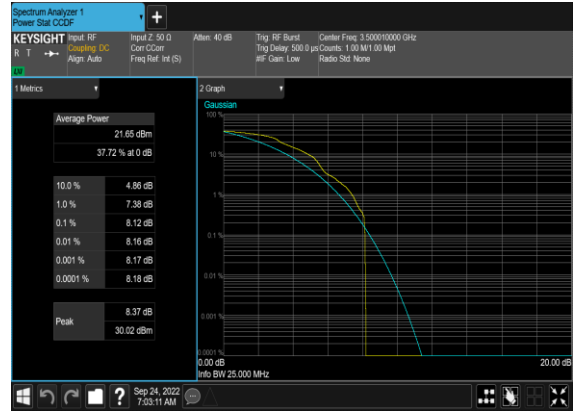 Spectrum Analyzer 1
Power Stat CCDF
KEYSIGHT
R T
LXI
Input: RF
Coupling: DC
Align: Auto
Input Z: 50 Ω
Corr CCorr
Freq Ref: Int (S)
Atten: 40 dB
Trig: RF Burst
Trig Delay: 500.0 µs
#IF Gain: Low
Center Freq: 3.500010000 GHz
Counts: 1.00 M/1.00 Mpt
Radio Std: None
1 Metrics
Average Power
21.65 dBm
37.72 % at 0 dB
10.0 % 4.86 dB
1.0 % 7.38 dB
0.1 % 8.12 dB
0.01 % 8.16 dB
0.001 % 8.17 dB
0.0001 % 8.18 dB
Peak
8.37 dB
30.02 dBm
2 Graph
Gaussian
100 %
10 %
1 %
0.1 %
0.01 %
0.001 %
0.0001 %
0.00 dB
20.00 dB
Info BW 25.000 MHz
?
Sep 24, 2022
7:03:11 AM